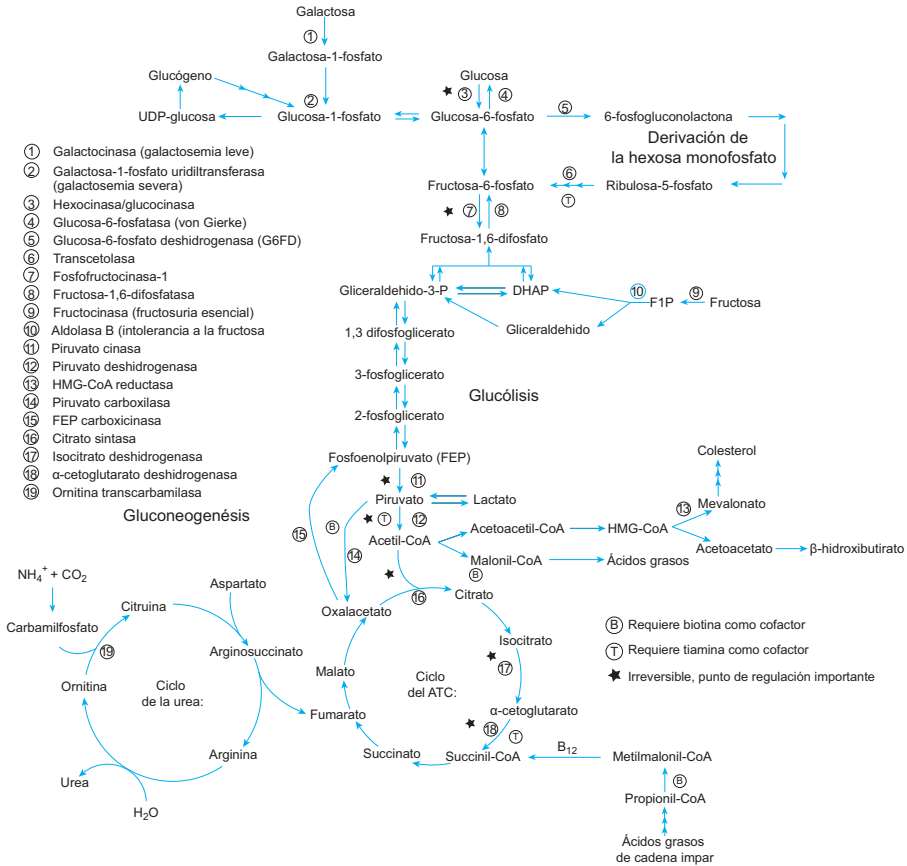 Galactosa
①
Galactosa-1-fosfato
Glucógeno
Glucosa
②
③
④
⑤
UDP-glucosa
Glucosa-1-fosfato
Glucosa-6-fosfato
6-fosfogluconolactona
Derivación de
la hexosa monofosfato
① Galactocinasa (galactosemia leve)
② Galactosa-1-fosfato uridiltransferasa
(galactosemia severa)
③ Hexocinasa/glucocinasa
④ Glucosa-6-fosfatasa (von Gierke)
⑤ Glucosa-6-fosfato deshidrogenasa (G6FD)
⑥ Transcetolasa
⑦ Fosfofructocinasa-1
⑧ Fructosa-1,6-difosfatasa
⑨ Fructocinasa (fructosuria esencial)
⑩ Aldolasa B (intolerancia a la fructosa
⑪ Piruvato cinasa
⑫ Piruvato deshidrogenasa
⑬ HMG-CoA reductasa
⑭ Piruvato carboxilasa
⑮ FEP carboxicinasa
⑯ Citrato sintasa
⑰ Isocitrato deshidrogenasa
⑱ α-cetoglutarato deshidrogenasa
⑲ Ornitina transcarbamilasa
Fructosa-6-fosfato
⑥
Ⓣ
Ribulosa-5-fosfato
⑦
⑧
Fructosa-1,6-difosfato
Gliceraldehido-3-P
DHAP
⑩
F1P
⑨
Fructosa
Gliceraldehido
1,3 difosfoglicerato
3-fosfoglicerato
Glucólisis
2-fosfoglicerato
Fosfoenolpiruvato (FEP)
⑪
Piruvato
Lactato
Gluconeogenésis
⑮
Ⓑ
⑭
Ⓣ
⑫
Acetil-CoA
Acetoacetil-CoA
HMG-CoA
⑬
Mevalonato
Colesterol
Acetoacetato
β-hidroxibutirato
Malonil-CoA
Ⓑ
Ácidos grasos
NH₄⁺ + CO₂
Carbamilfosfato
⑲
Citruina
Aspartato
Arginosuccinato
Ornitina
Ciclo
de la urea:
Arginina
Urea
H₂O
Oxalacetato
⑯
Citrato
Isocitrato
⑰
Malato
Ciclo
del ATC:
α-cetoglutarato
Fumarato
⑱
Ⓣ
Succinato
Succinil-CoA
B₁₂
Metilmalonil-CoA
Ⓑ
Propionil-CoA
Ácidos grasos
de cadena impar
Ⓑ Requiere biotina como cofactor
Ⓣ Requiere tiamina como cofactor
★ Irreversible, punto de regulación importante